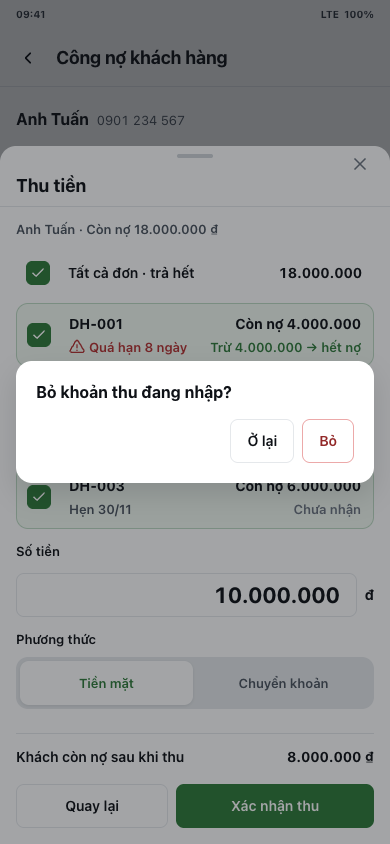 09:41
LTE 100%
Công nợ khách hàng
Anh Tuấn 0901 234 567
Thu tiền
Anh Tuấn · Còn nợ 18.000.000 ₫
Tất cả đơn · trả hết 18.000.000
DH-001 Còn nợ 4.000.000
Quá hạn 8 ngày Trừ 4.000.000 → hết nợ
Bỏ khoản thu đang nhập?
Ở lại Bỏ
DH-003 Còn nợ 6.000.000
Hẹn 30/11 Chưa nhận
Số tiền
10.000.000 đ
Phương thức
Tiền mặt Chuyển khoản
Khách còn nợ sau khi thu 8.000.000 ₫
Quay lại Xác nhận thu